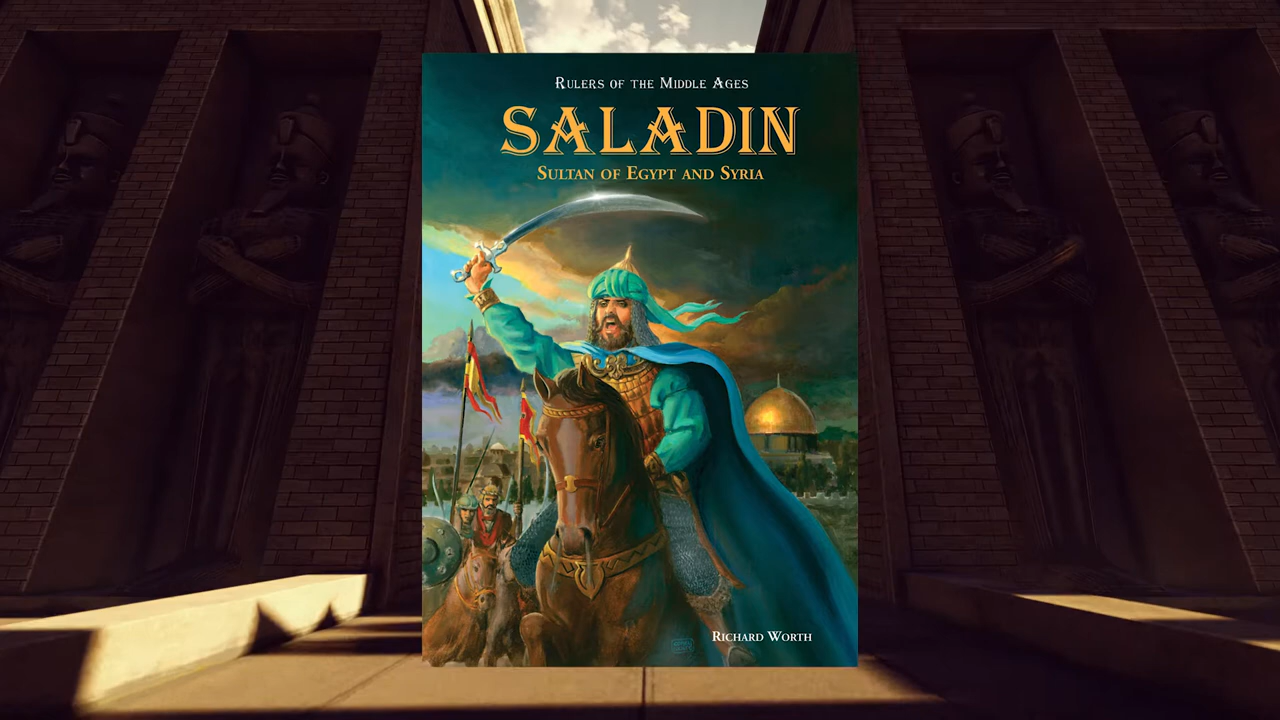 Rulers of the Middle Ages
SALADIN
Sultan of Egypt and Syria
Richard Worth